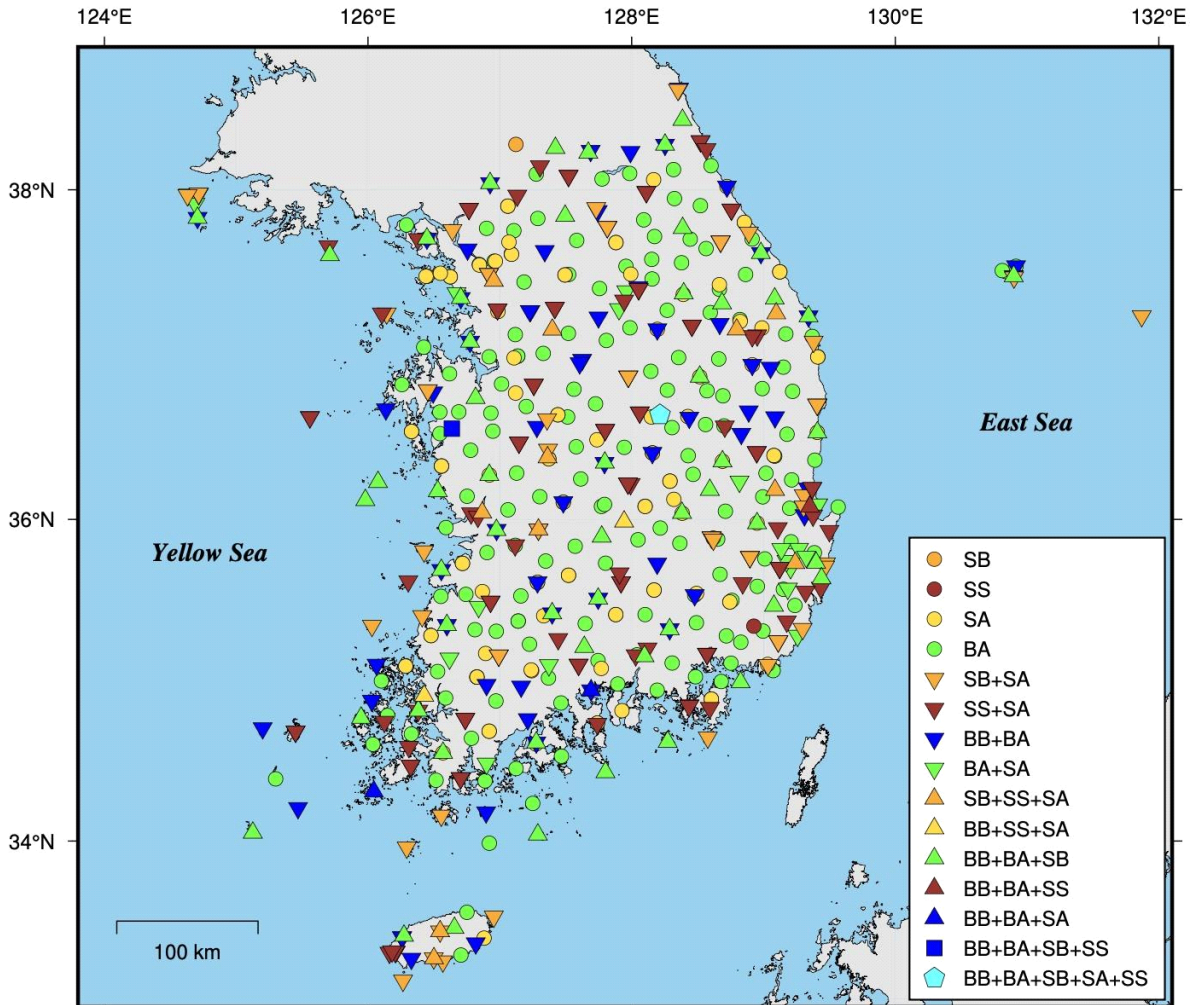 124°E 126°E 128°E 130°E 132°E
38°N
36°N
34°N
East Sea
Yellow Sea
100 km
SB
SS
SA
BA
SB+SA
SS+SA
BB+BA
BA+SA
SB+SS+SA
BB+SS+SA
BB+BA+SB
BB+BA+SS
BB+BA+SA
BB+BA+SB+SS
BB+BA+SB+SA+SS